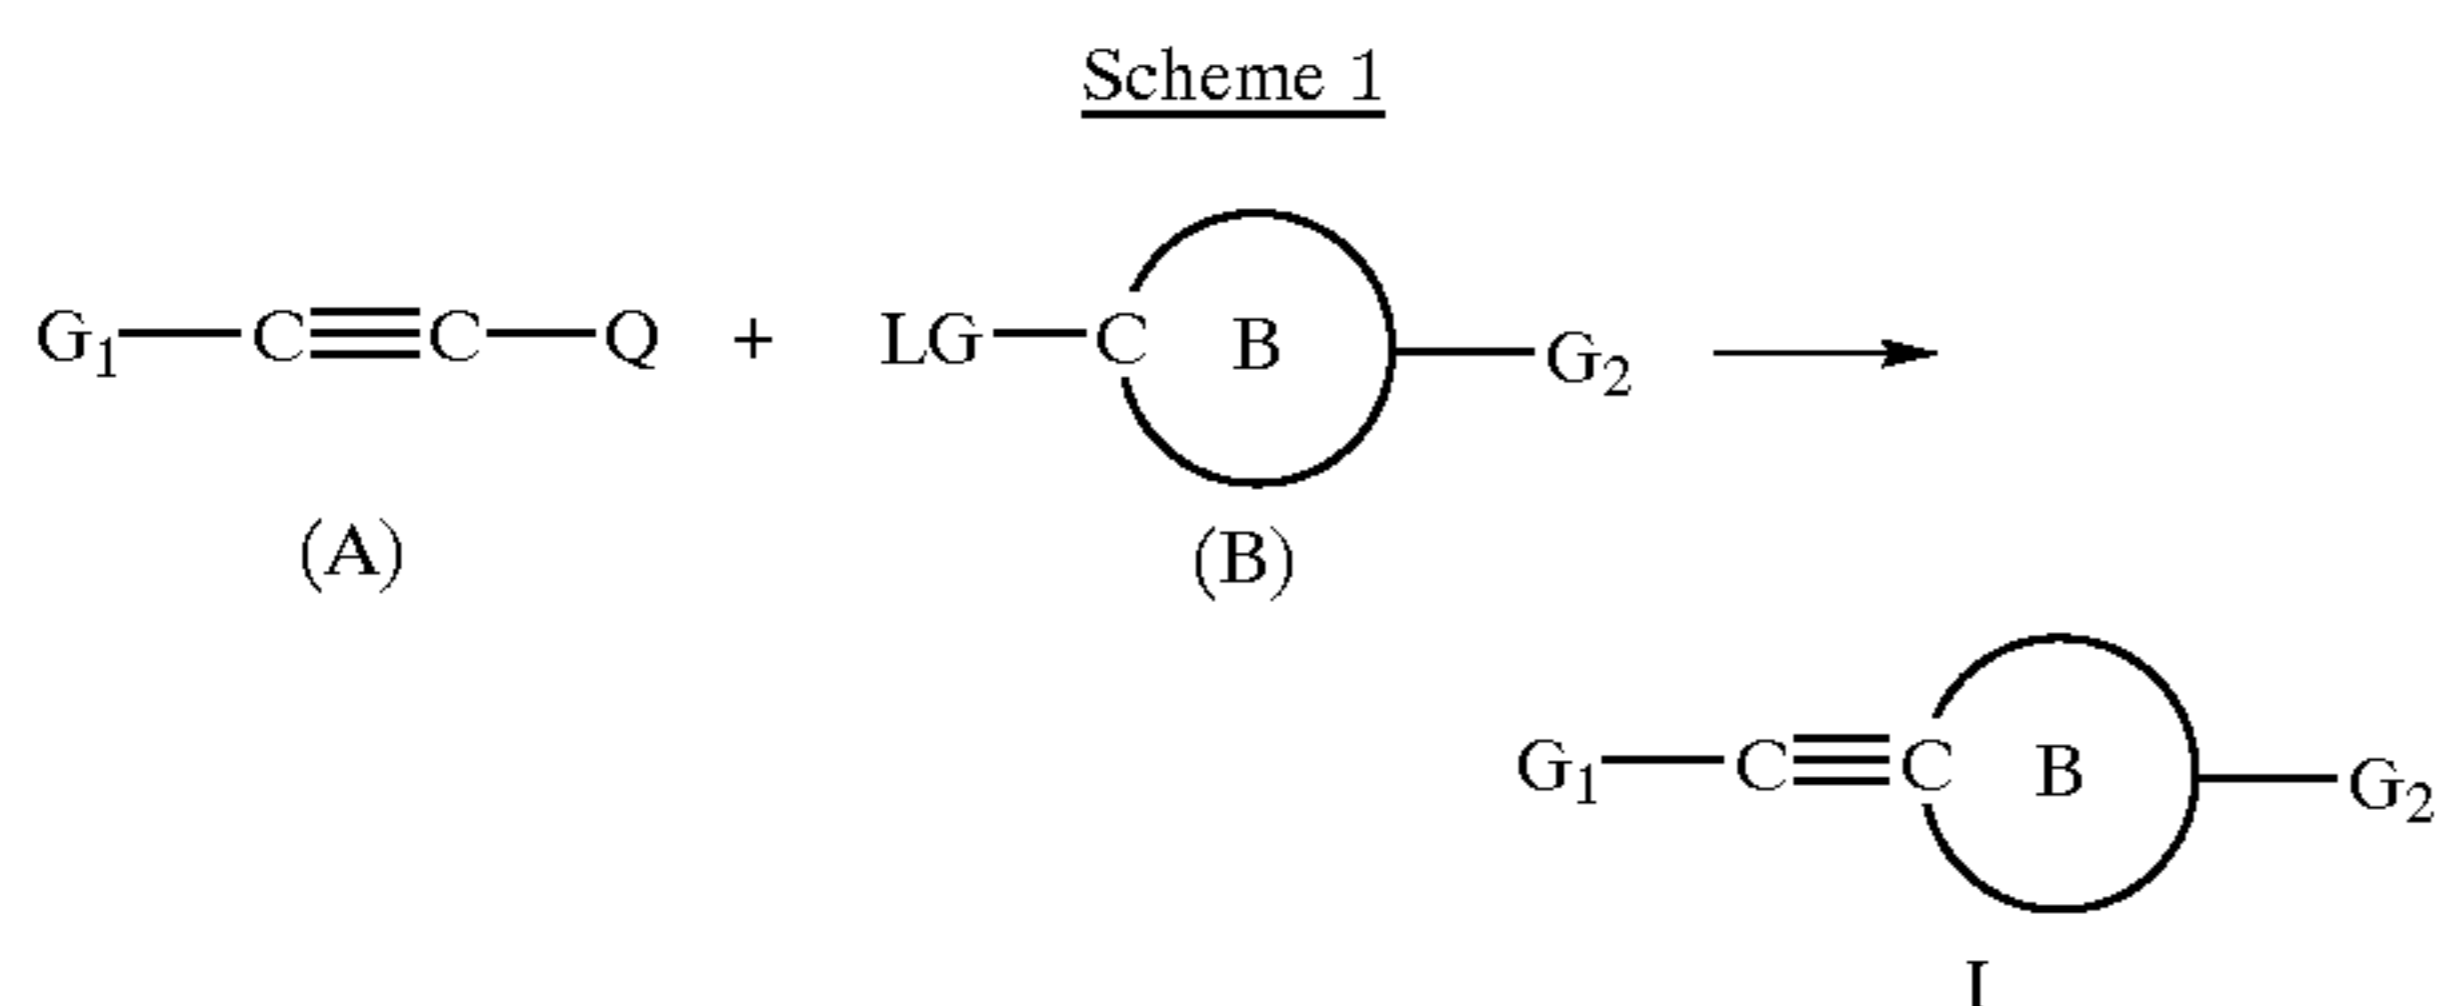 Scheme 1
G₁—C≡C—Q + LG—C B —G₂ →
(A) (B)
G₁—C≡C B —G₂
I